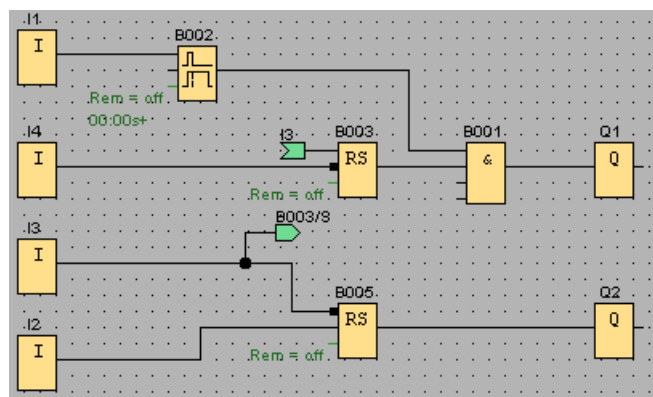 I1
I
B002
Rem = off
00:00s+
I4
I
I3
B003
RS
Rem = off
B001
&
Q1
Q
I3
I
B003/S
B005
RS
Rem = off
Q2
Q
I2
I